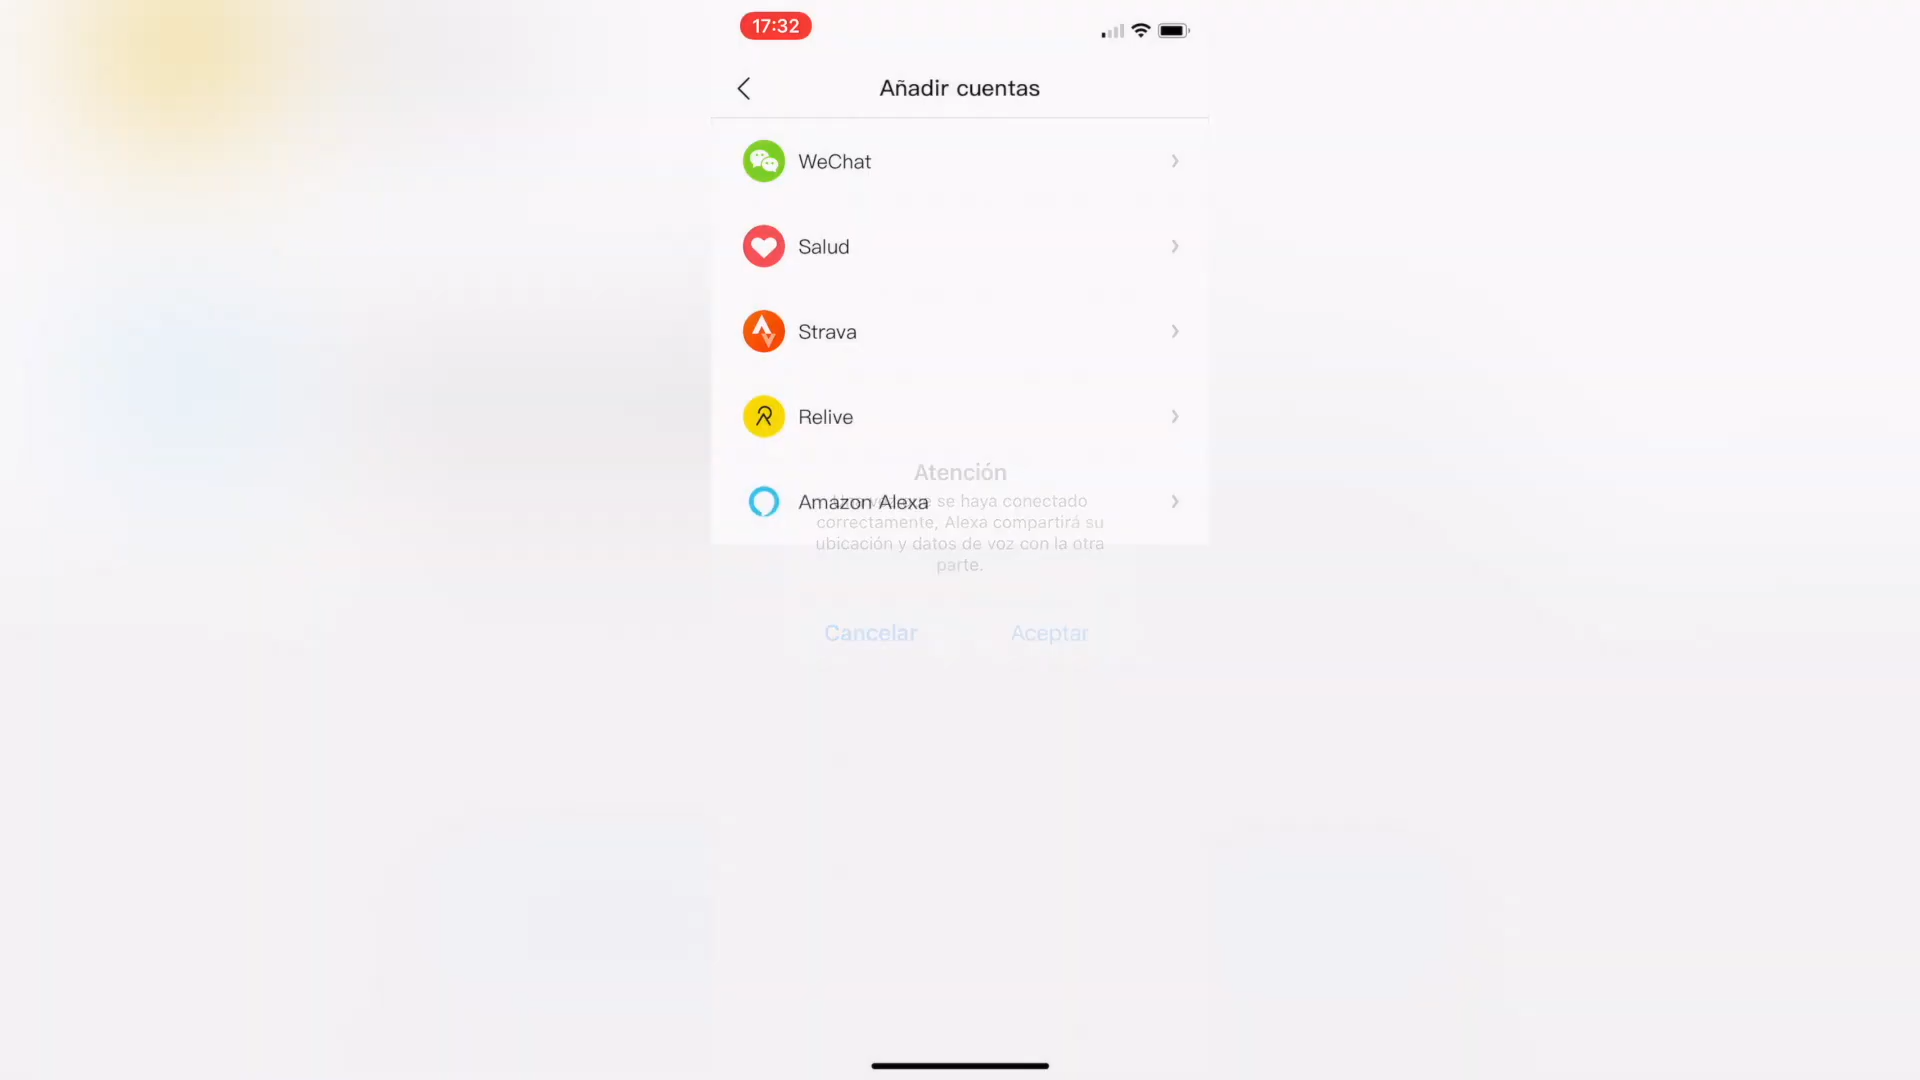 17:32
Añadir cuentas
WeChat
Salud
Strava
Relive
Atención
Amazon Alexa
se haya conectado
correctamente, Alexa compartirá su
ubicación y datos de voz con la otra
parte.
Cancelar
Aceptar